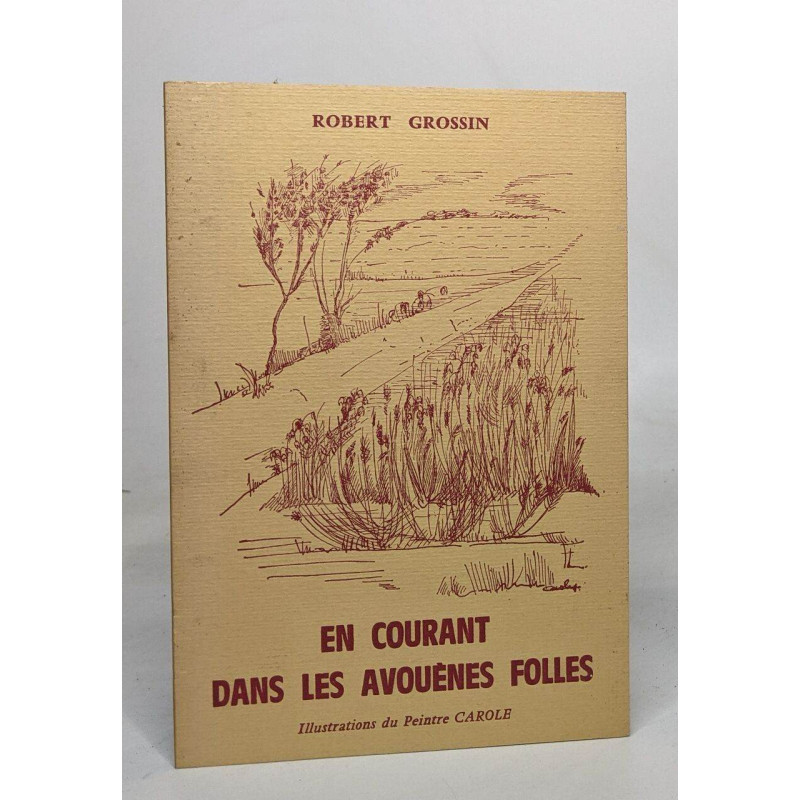 ROBERT GROSSIN
EN COURANT
DANS LES AVOUÈNES FOLLES
Illustrations du Peintre CAROLE